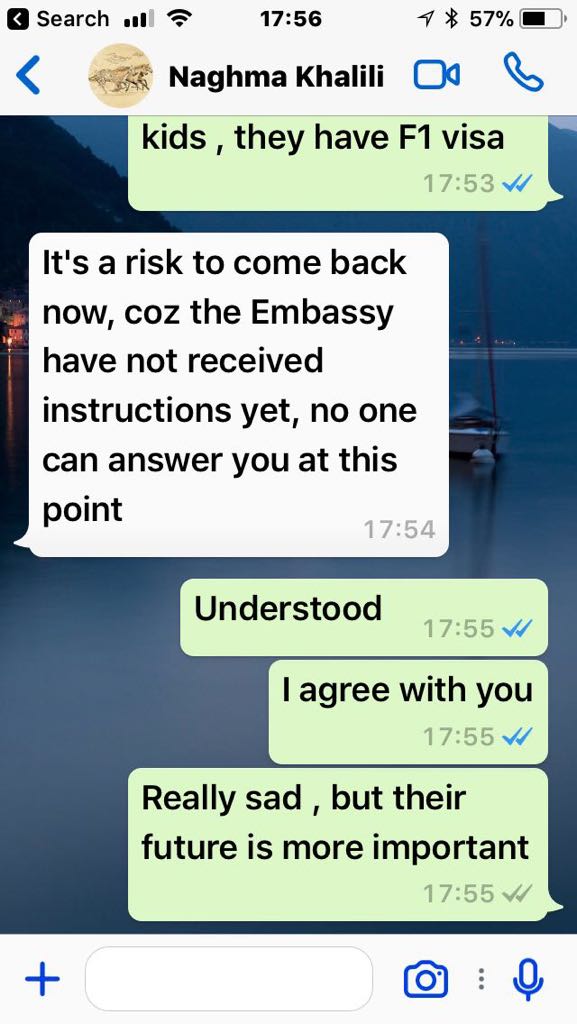 Search 17:56 57%
Naghma Khalili
kids , they have F1 visa
17:53
It's a risk to come back
now, coz the Embassy
have not received
instructions yet, no one
can answer you at this
point
17:54
Understood
17:55
I agree with you
17:55
Really sad , but their
future is more important
17:55